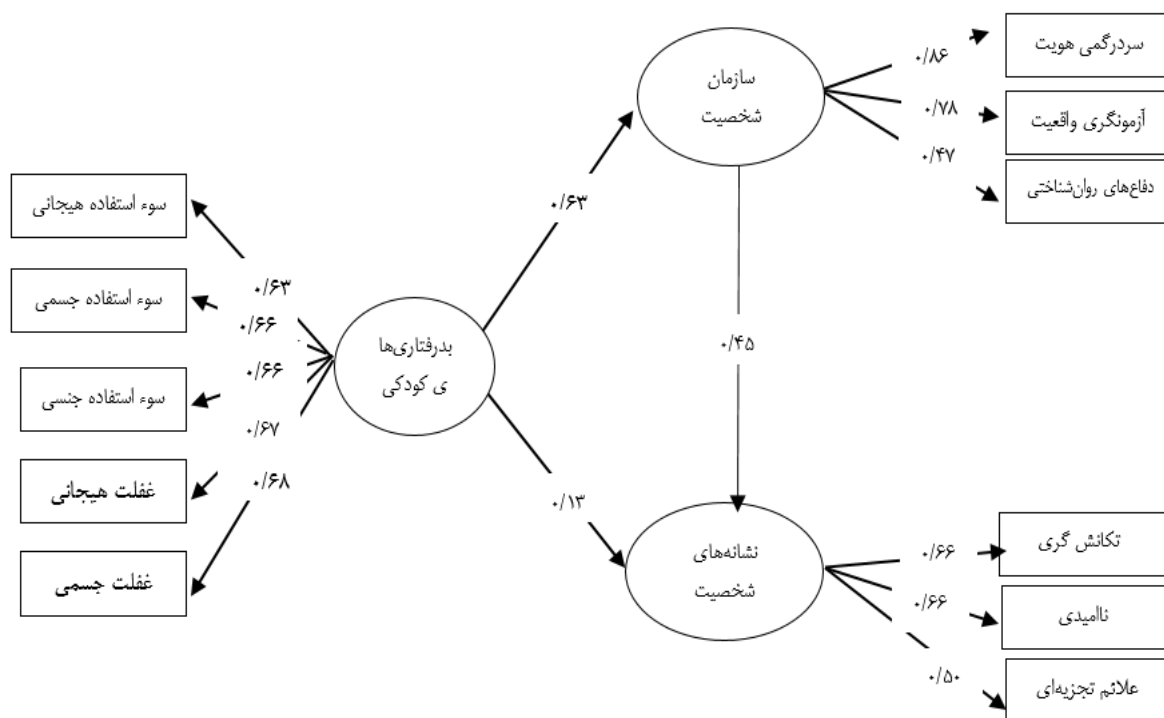 سازمان
شخصیت
۰/۸۶
سردرگمی هویت
۰/۷۸
آزمونگری واقعیت
۰/۴۷
دفاع‌های روان‌شناختی
۰/۶۳
۰/۴۵
سوء استفاده هیجانی
۰/۶۳
سوء استفاده جسمی
۰/۶۶
سوء استفاده جنسی
۰/۶۶
غفلت هیجانی
۰/۶۷
غفلت جسمی
۰/۶۸
بدرفتاری‌ها
ی کودکی
۰/۱۳
نشانه‌های
شخصیت
۰/۶۶
تکانش گری
۰/۶۶
ناامیدی
۰/۵۰
علائم تجزیه‌ای